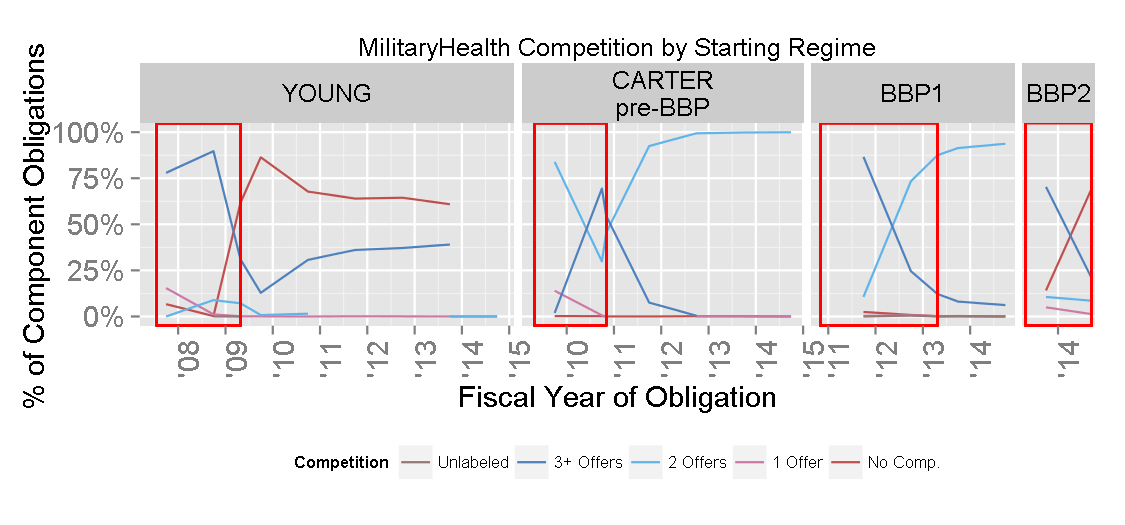 MilitaryHealth Competition by Starting Regime
YOUNG
CARTER
pre-BBP
BBP1
BBP2
% of Component Obligations
100%
75%
50%
25%
0%
'08 '09 '10 '11 '12 '13 '14 '15
'10 '11 '12 '13 '14 '15
'11 '12 '13 '14
'14
Fiscal Year of Obligation
Competition Unlabeled 3+ Offers 2 Offers 1 Offer No Comp.